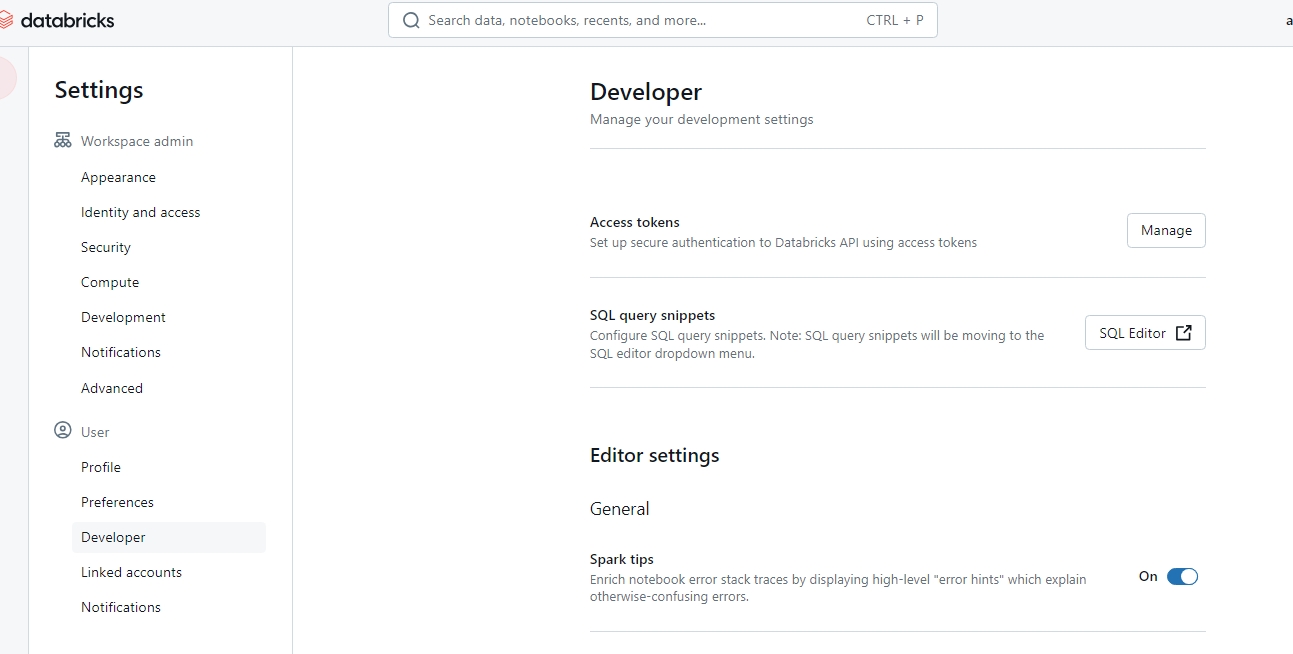 databricks
Search data, notebooks, recents, and more... CTRL + P
a
Settings
Workspace admin
Appearance
Identity and access
Security
Compute
Development
Notifications
Advanced
User
Profile
Preferences
Developer
Linked accounts
Notifications
Developer
Manage your development settings
Access tokens
Set up secure authentication to Databricks API using access tokens
Manage
SQL query snippets
Configure SQL query snippets. Note: SQL query snippets will be moving to the
SQL editor dropdown menu.
SQL Editor
Editor settings
General
Spark tips
Enrich notebook error stack traces by displaying high-level "error hints" which explain
otherwise-confusing errors.
On